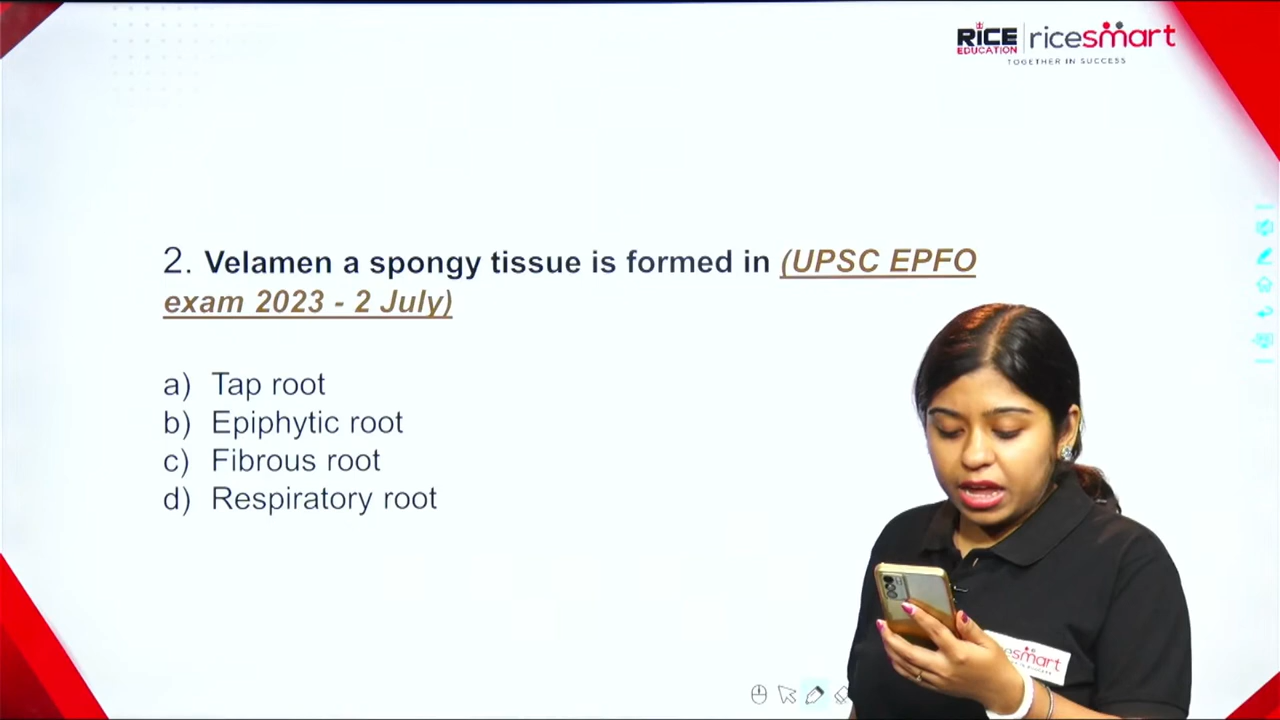 RICE
EDUCATION
ricesmart
TOGETHER IN SUCCESS
2. Velamen a spongy tissue is formed in (UPSC EPFO
exam 2023 - 2 July)
a) Tap root
b) Epiphytic root
c) Fibrous root
d) Respiratory root
esmart